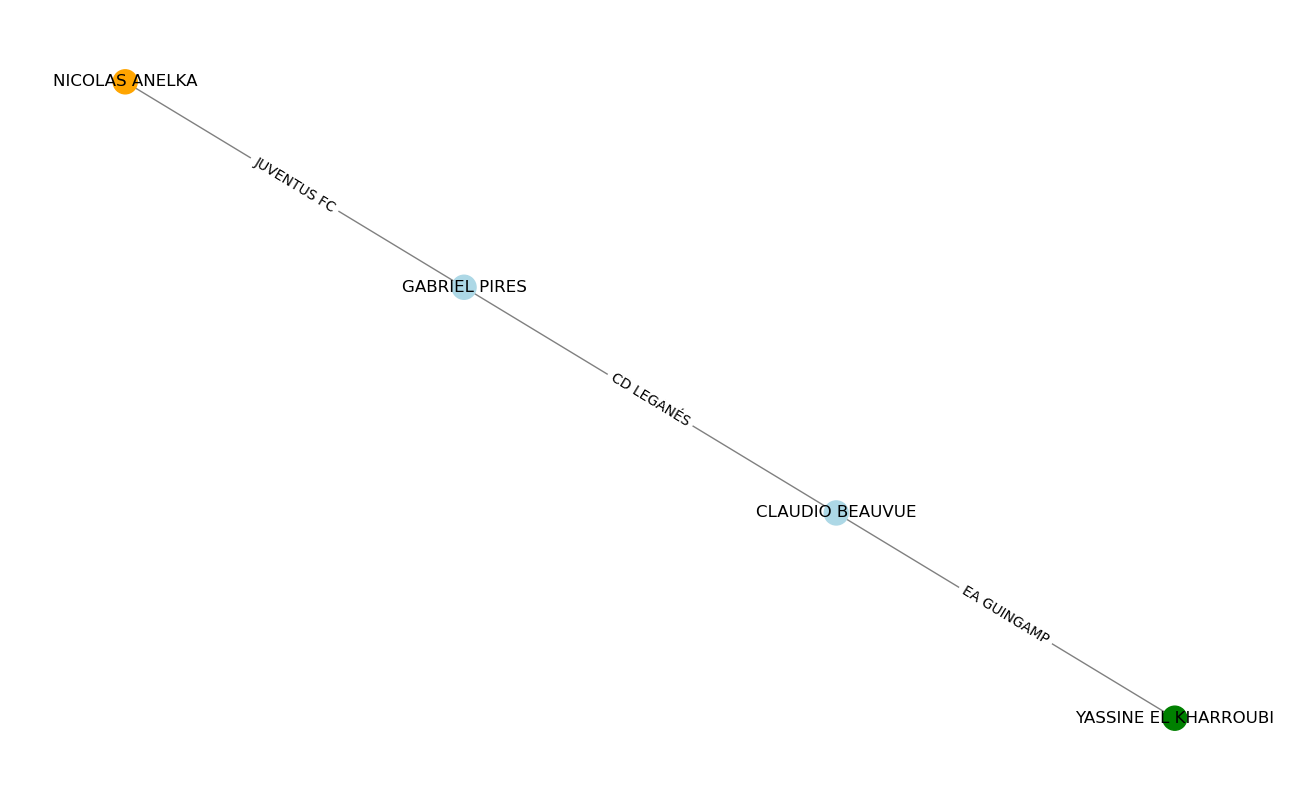 NICOLAS ANELKA
JUVENTUS FC
GABRIEL PIRES
CD LEGANÉS
CLAUDIO BEAUVUE
EA GUINGAMP
YASSINE EL KHARROUBI